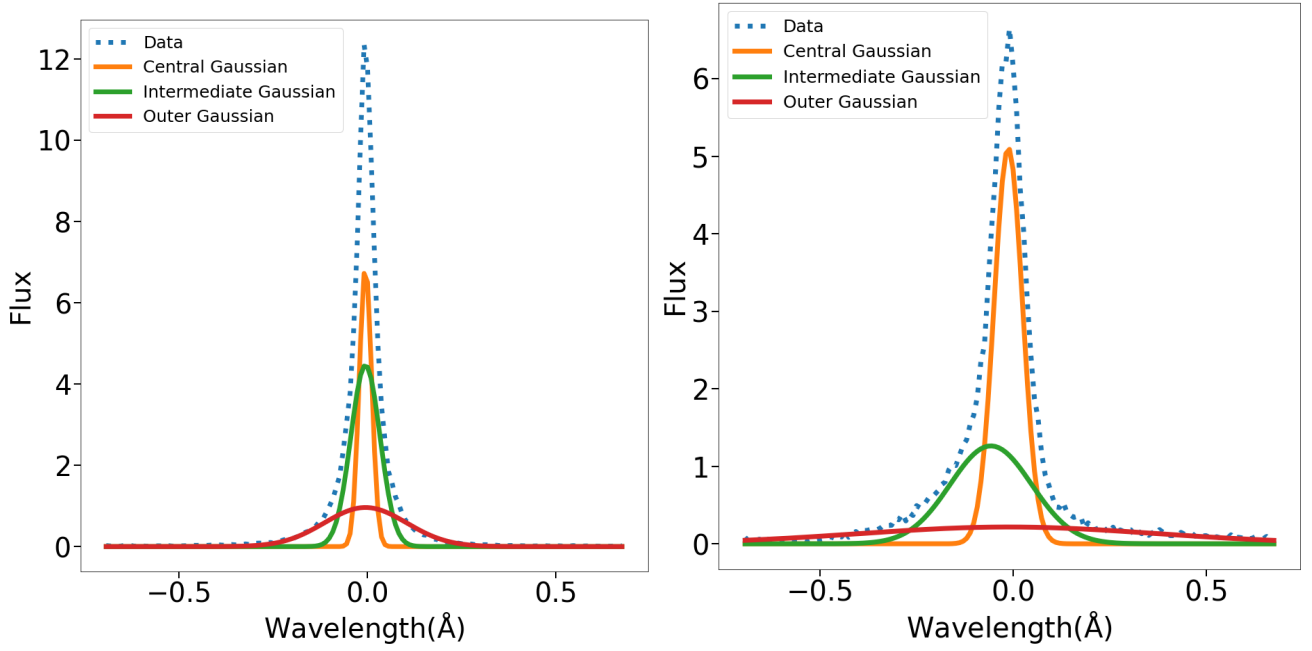 Data
Central Gaussian
Intermediate Gaussian
Outer Gaussian
12
10
8
6
4
2
0
Flux
−0.5
0.0
0.5
Wavelength(Å)
Data
Central Gaussian
Intermediate Gaussian
Outer Gaussian
6
5
4
3
2
1
0
Flux
−0.5
0.0
0.5
Wavelength(Å)